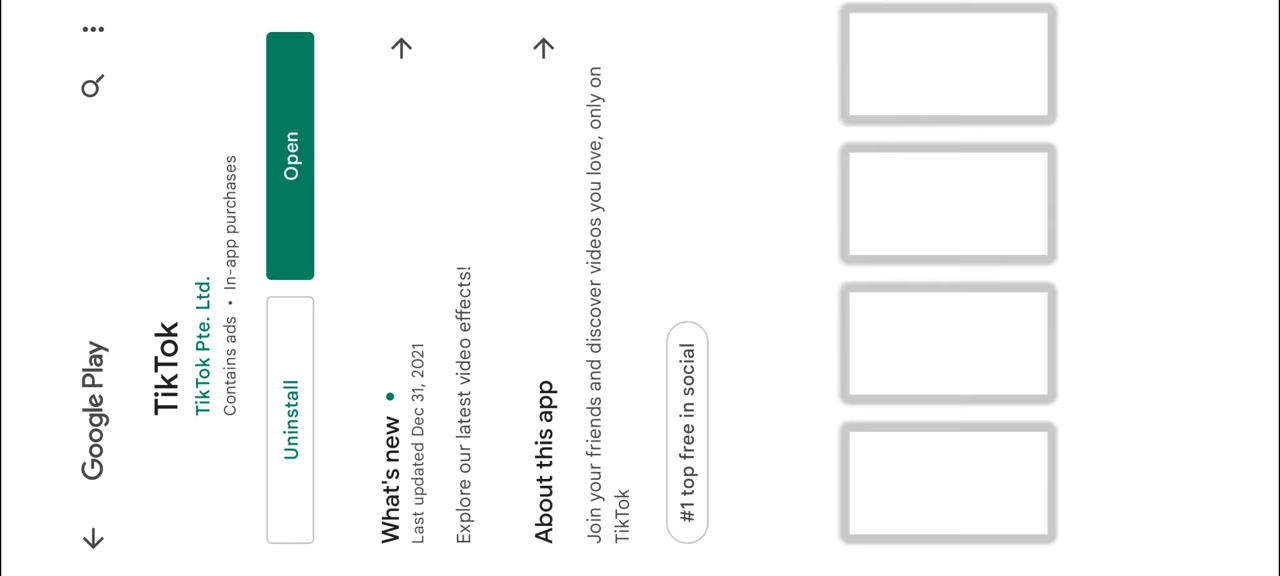 Google Play
TikTok
TikTok Pte. Ltd.
Contains ads • In-app purchases
Uninstall
Open
What's new •
Last updated Dec 31, 2021
Explore our latest video effects!
About this app
Join your friends and discover videos you love, only on
TikTok
#1 top free in social